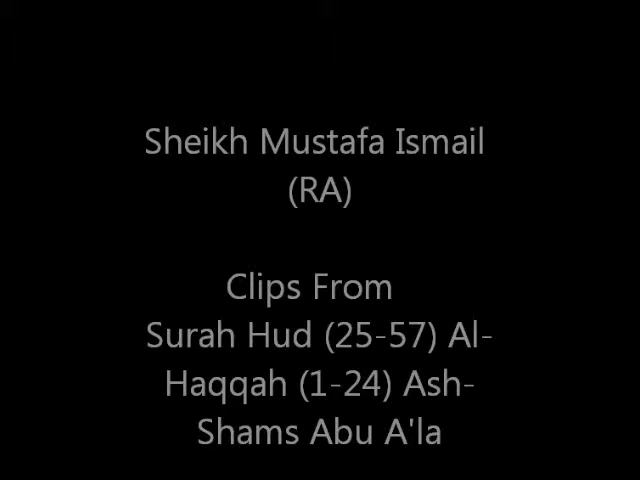 Sheikh Mustafa Ismail
(RA)
Clips From
Surah Hud (25-57) Al-
Haqqah (1-24) Ash-
Shams Abu A'la